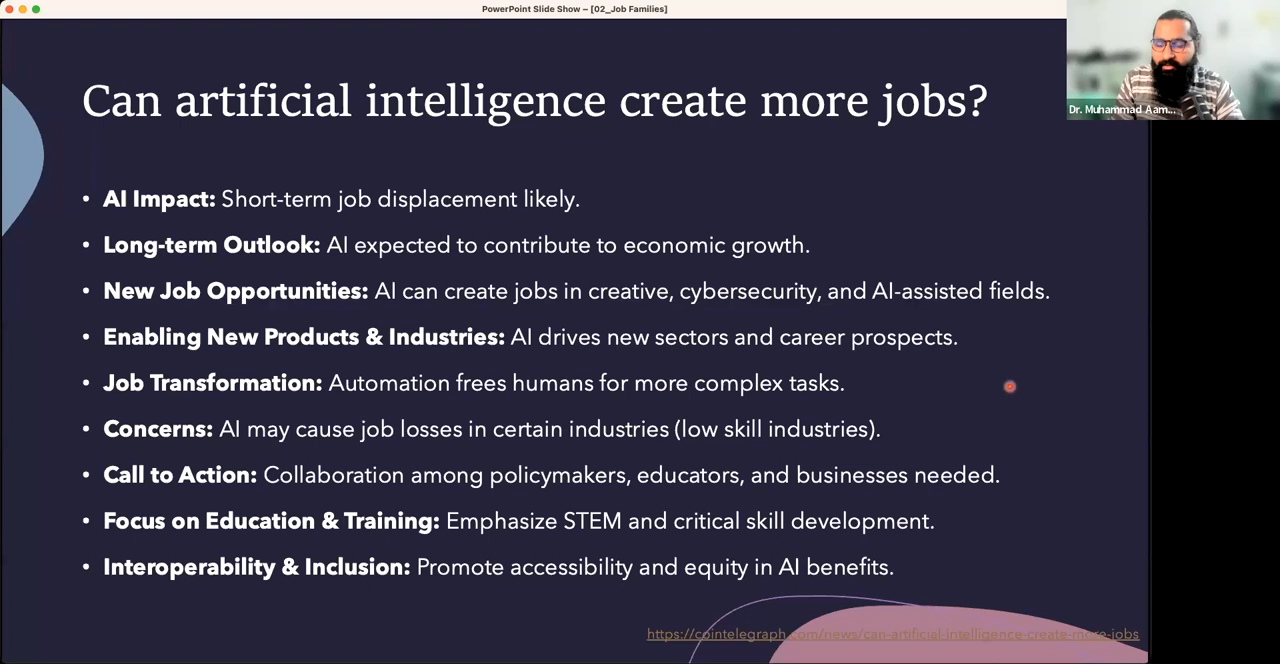 PowerPoint Slide Show – [02_Job Families]
Can artificial intelligence create more jobs?
Dr. Muhammad Aam...
• AI Impact: Short-term job displacement likely.
• Long-term Outlook: AI expected to contribute to economic growth.
• New Job Opportunities: AI can create jobs in creative, cybersecurity, and AI-assisted fields.
• Enabling New Products & Industries: AI drives new sectors and career prospects.
• Job Transformation: Automation frees humans for more complex tasks.
• Concerns: AI may cause job losses in certain industries (low skill industries).
• Call to Action: Collaboration among policymakers, educators, and businesses needed.
• Focus on Education & Training: Emphasize STEM and critical skill development.
• Interoperability & Inclusion: Promote accessibility and equity in AI benefits.
https://cointelegraph.com/news/can-artificial-intelligence-create-more-jobs